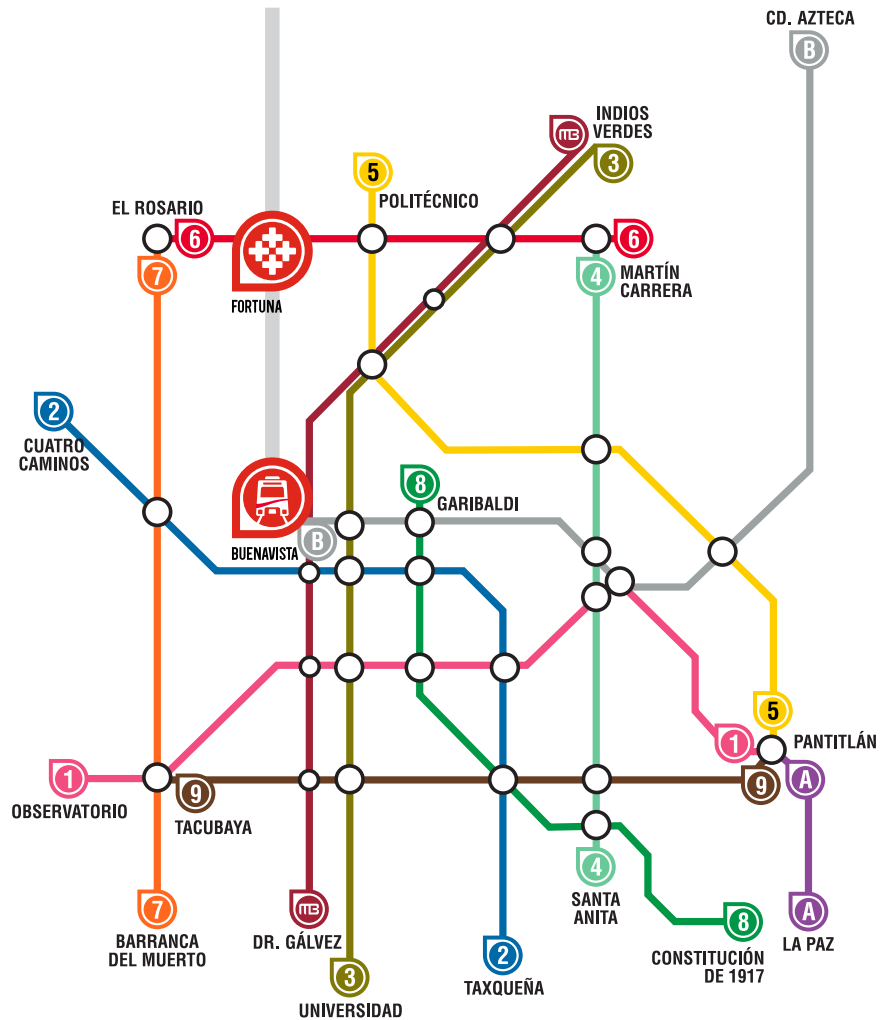 CD. AZTECA
B
INDIOS
VERDES
MB
3
5
POLITÉCNICO
EL ROSARIO
6
6
7
4
MARTÍN
CARRERA
FORTUNA
2
CUATRO
CAMINOS
8
GARIBALDI
BUENAVISTA
B
5
1
PANTITLÁN
1
9
9
A
OBSERVATORIO
TACUBAYA
4
7
MB
SANTA
ANITA
8
A
BARRANCA
DEL MUERTO
DR. GÁLVEZ
2
LA PAZ
CONSTITUCIÓN
DE 1917
3
TAXQUEÑA
UNIVERSIDAD